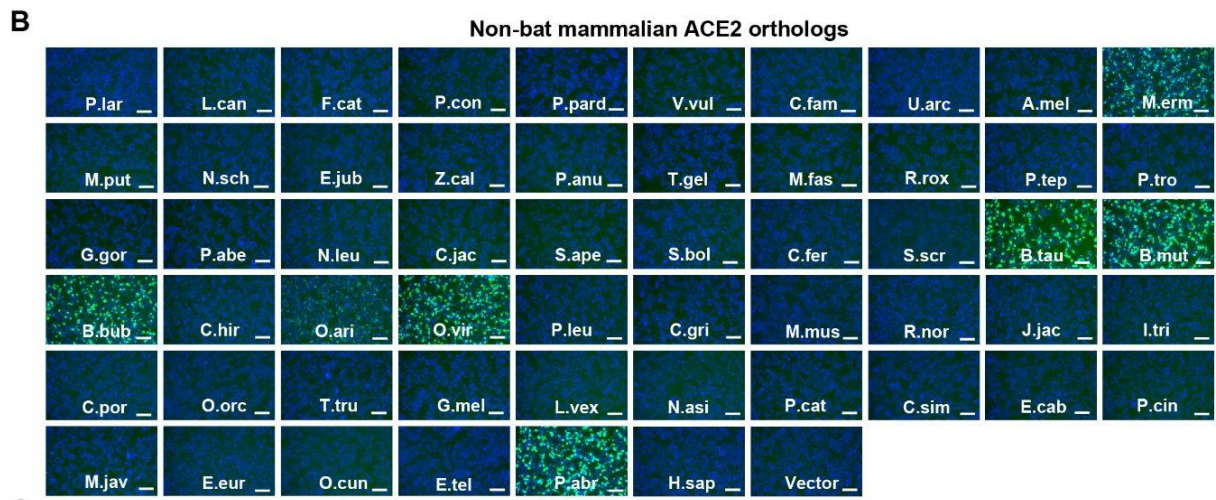 B
Non-bat mammalian ACE2 orthologs
P.lar L.can F.cat P.con P.pard V.vul C.fam U.arc A.mel M.erm
M.put N.sch E.jub Z.cal P.anu T.gel M.fas R.rox P.tep P.tro
G.gor P.abe N.leu C.jac S.ape S.bol C.fer S.scr B.tau B.mut
B.bub C.hir O.ari O.vir P.leu C.gri M.mus R.nor J.jac I.tri
C.por O.orc T.tru G.mel L.vex N.asi P.cat C.sim E.cab P.cin
M.jav E.eur O.cun E.tel P.abr H.sap Vector